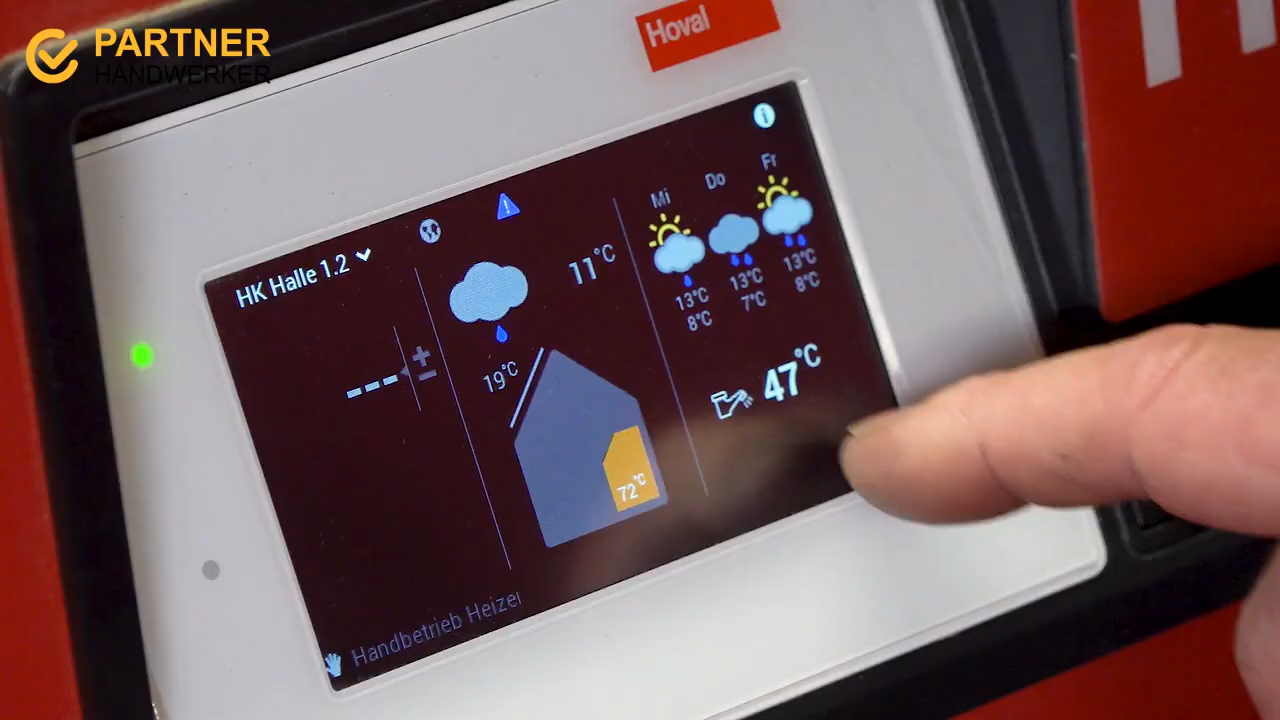 PARTNER
HANDWERKER
Hoval
HK Halle 1.2
11°C
19°C
72°C
Mi Do Fr
13°C 13°C 13°C
8°C 7°C 8°C
47°C
Handbetrieb Heizen